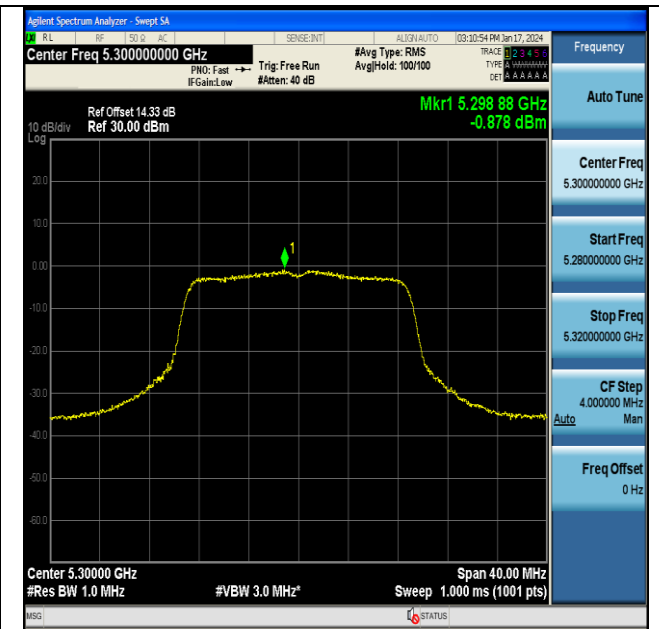 Agilent Spectrum Analyzer - Swept SA
RL RF 50 Ω AC SENSE:INT ALIGN AUTO 03:10:54 PM Jan 17, 2024
Center Freq 5.300000000 GHz
PNO: Fast
IFGain:Low
Trig: Free Run
#Atten: 40 dB
#Avg Type: RMS
Avg|Hold: 100/100
TRACE 1 2 3 4 5 6
TYPE A WWWWW
DET A A A A A A
Ref Offset 14.33 dB
10 dB/div Ref 30.00 dBm
Log
Mkr1 5.298 88 GHz
-0.878 dBm
20.0
10.0
0.00
-10.0
-20.0
-30.0
-40.0
-50.0
-60.0
1
Center 5.30000 GHz
Span 40.00 MHz
#Res BW 1.0 MHz
#VBW 3.0 MHz*
Sweep 1.000 ms (1001 pts)
MSG
STATUS
Frequency
Auto Tune
Center Freq
5.300000000 GHz
Start Freq
5.280000000 GHz
Stop Freq
5.320000000 GHz
CF Step
4.000000 MHz
Auto Man
Freq Offset
0 Hz